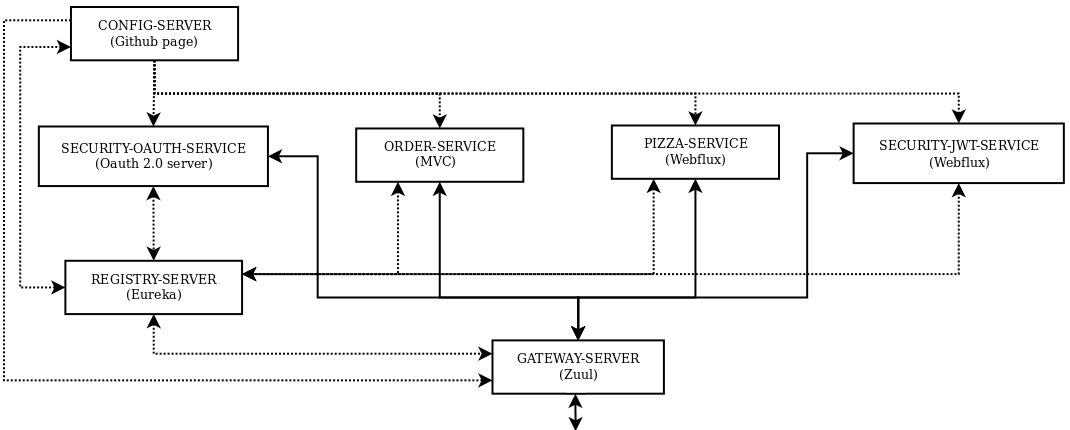 CONFIG-SERVER
(Github page)
SECURITY-OAUTH-SERVICE
(Oauth 2.0 server)
ORDER-SERVICE
(MVC)
PIZZA-SERVICE
(Webflux)
SECURITY-JWT-SERVICE
(Webflux)
REGISTRY-SERVER
(Eureka)
GATEWAY-SERVER
(Zuul)